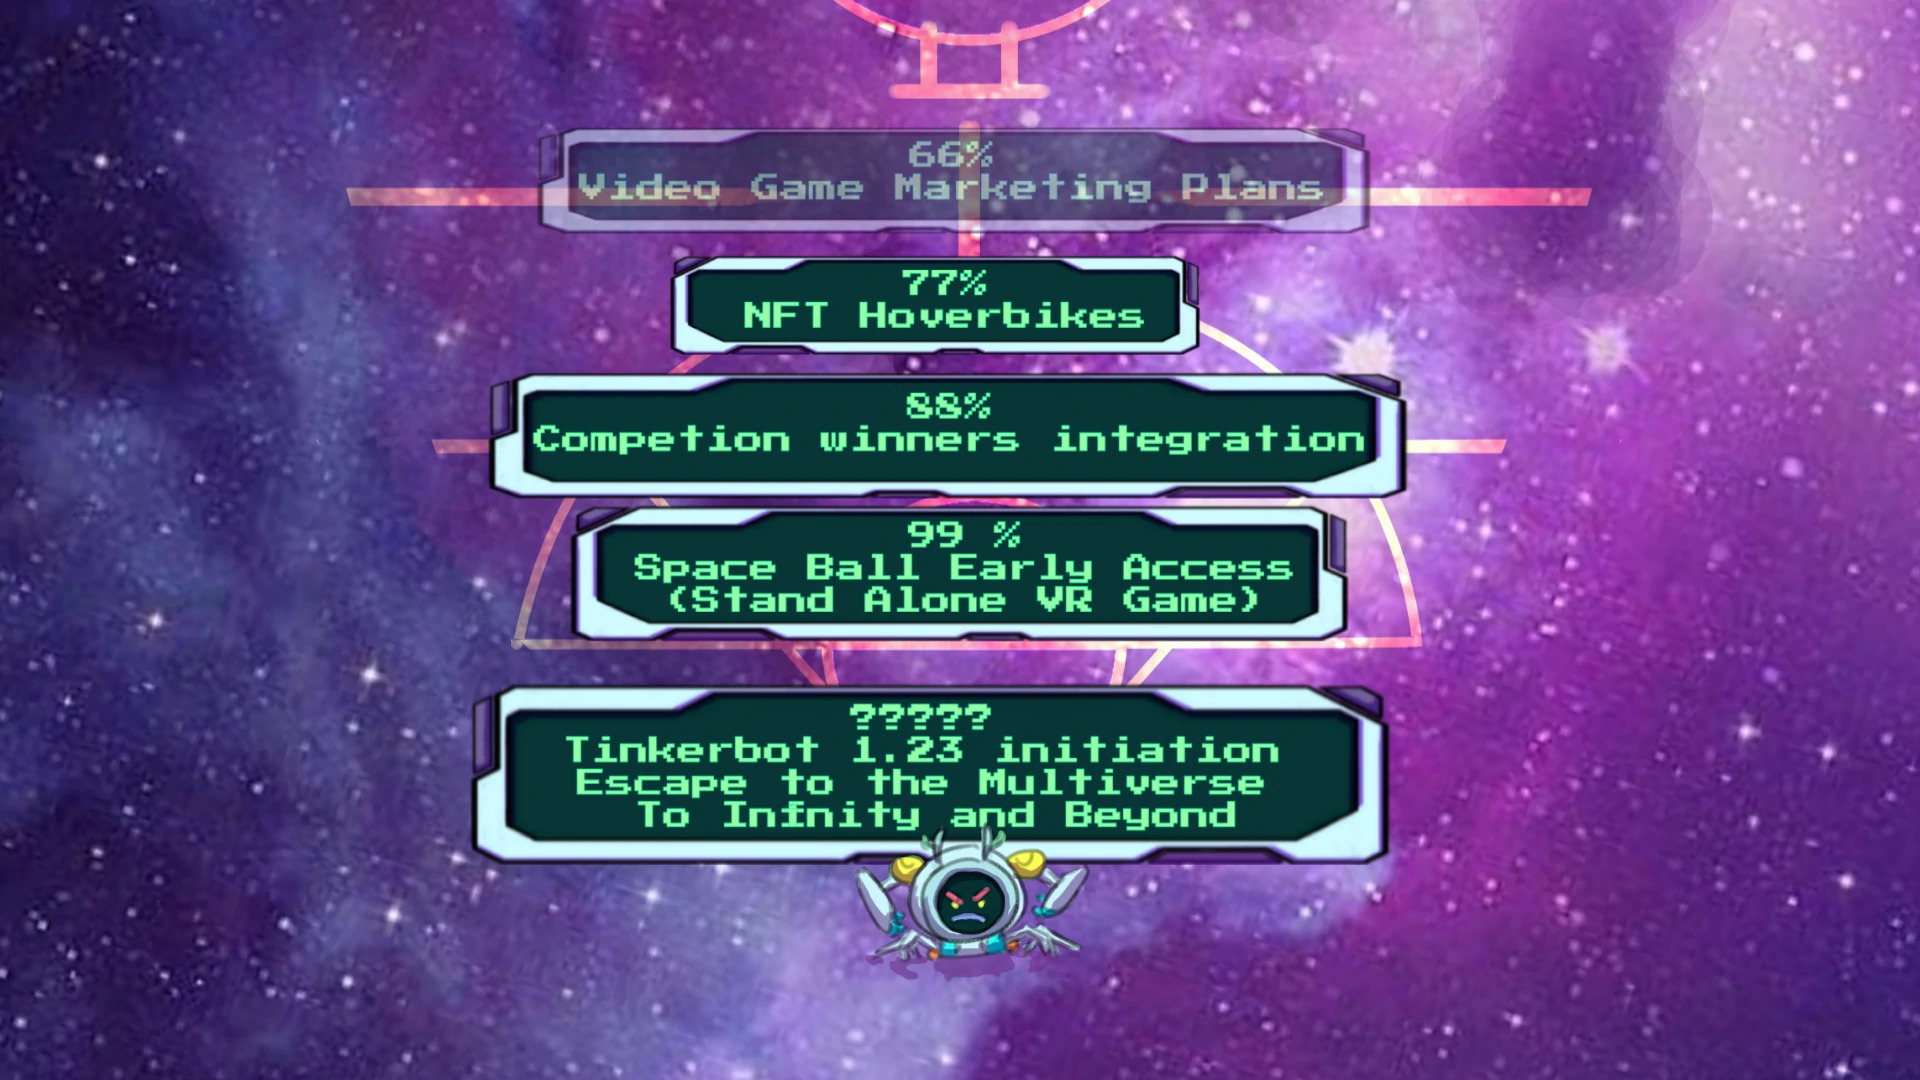 66%
Video Game Marketing Plans
77%
NFT Hoverbikes
88%
Competion winners integration
99 %
Space Ball Early Access
(Stand Alone VR Game)
?????
Tinkerbot 1.23 initiation
Escape to the Multiverse
To Infinity and Beyond